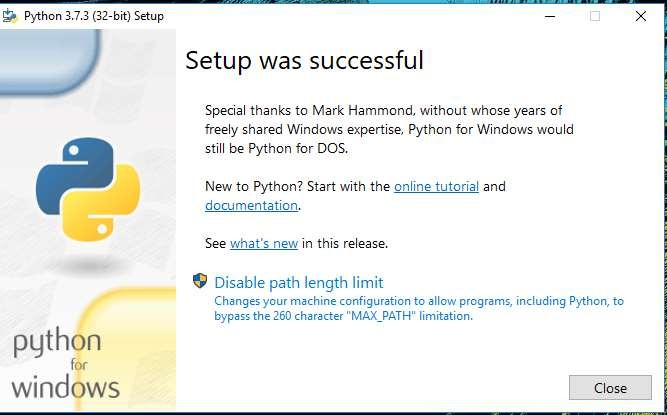 Python 3.7.3 (32-bit) Setup
Setup was successful
Special thanks to Mark Hammond, without whose years of
freely shared Windows expertise, Python for Windows would
still be Python for DOS.
New to Python? Start with the online tutorial and
documentation.
See what's new in this release.
Disable path length limit
Changes your machine configuration to allow programs, including Python, to
bypass the 260 character "MAX_PATH" limitation.
python
for
windows
Close